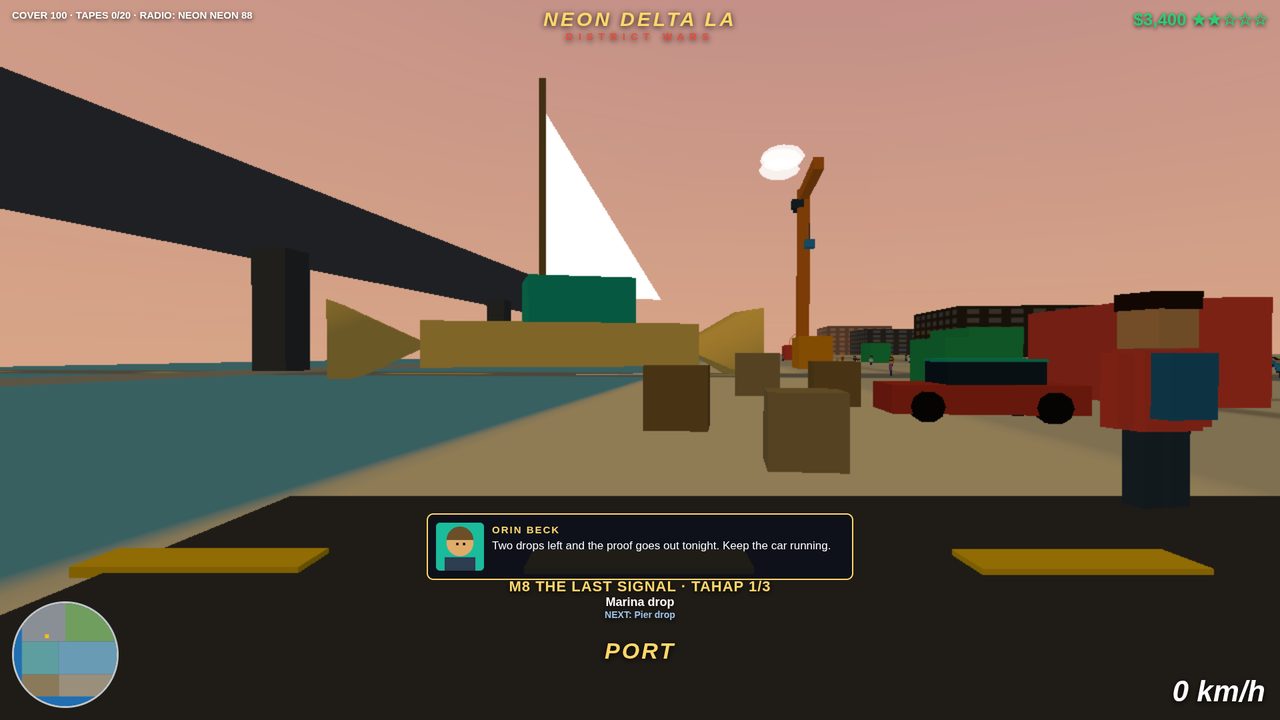 COVER 100 · TAPES 0/20 · RADIO: NEON NEON 88
NEON DELTA LA
DISTRICT WARS
$3,400 ★★☆☆☆
ORIN BECK
Two drops left and the proof goes out tonight. Keep the car running.
M8 THE LAST SIGNAL · TAHAP 1/3
Marina drop
NEXT: Pier drop
PORT
0 km/h